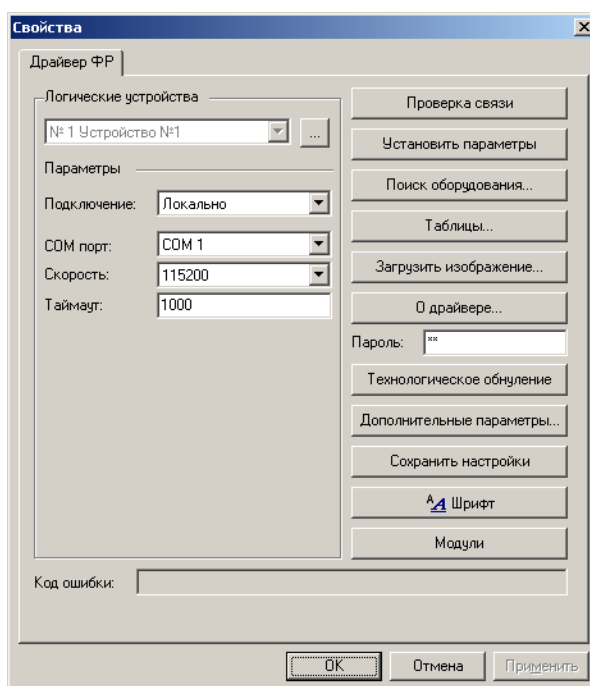 Свойства
Драйвер ФР
Логические устройства
№ 1 Устройство №1
...
Параметры
Подключение: Локально
COM порт: COM 1
Скорость: 115200
Таймаут: 1000
Проверка связи
Установить параметры
Поиск оборудования...
Таблицы...
Загрузить изображение...
О драйвере...
Пароль: **
Технологическое обнуление
Дополнительные параметры...
Сохранить настройки
AA Шрифт
Модули
Код ошибки:
OK
Отмена
Применить